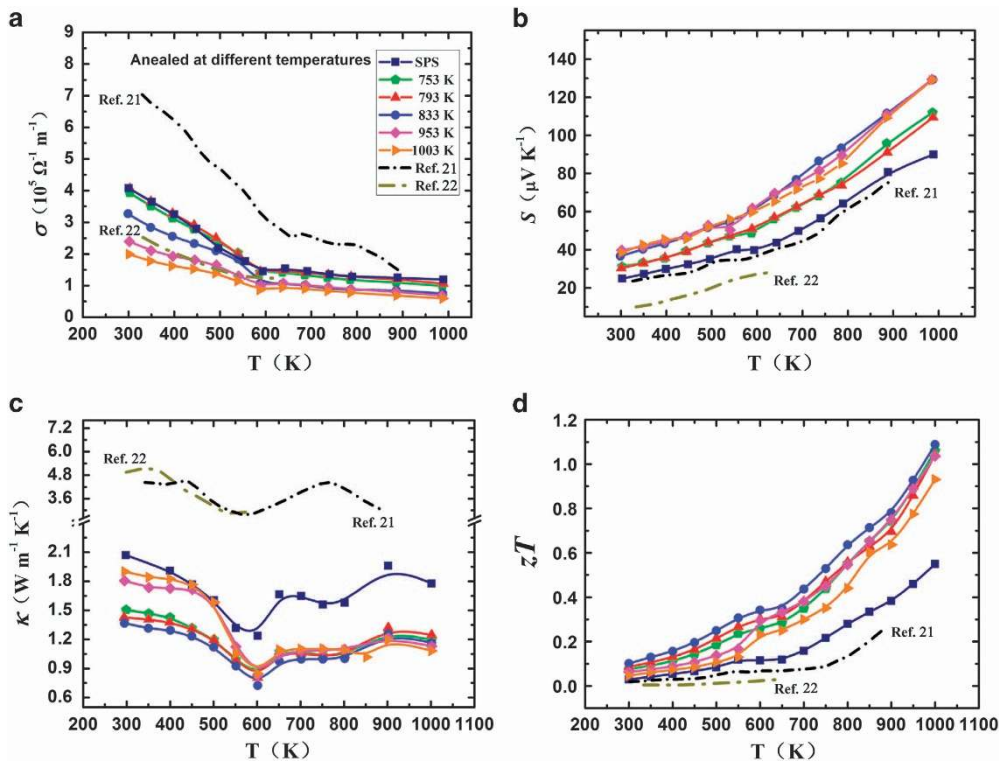 a
σ (10⁵ Ω⁻¹ m⁻¹)
9
8
7
6
5
4
3
2
1
0
Anealed at different temperatures
SPS
753 K
793 K
833 K
953 K
1003 K
Ref. 21
Ref. 22
Ref. 21
Ref. 22
200 300 400 500 600 700 800 900 1000
T (K)
b
S (μV K⁻¹)
140
120
100
80
60
40
20
Ref. 21
Ref. 22
300 400 500 600 700 800 900 1000
T (K)
c
κ (W m⁻¹ K⁻¹)
7.2
6.0
4.8
3.6
2.1
1.8
1.5
1.2
0.9
0.6
Ref. 22
Ref. 21
200 300 400 500 600 700 800 900 1000
T (K)
d
zT
1.2
1.0
0.8
0.6
0.4
0.2
0.0
Ref. 21
Ref. 22
200 300 400 500 600 700 800 900 1000
T (K)